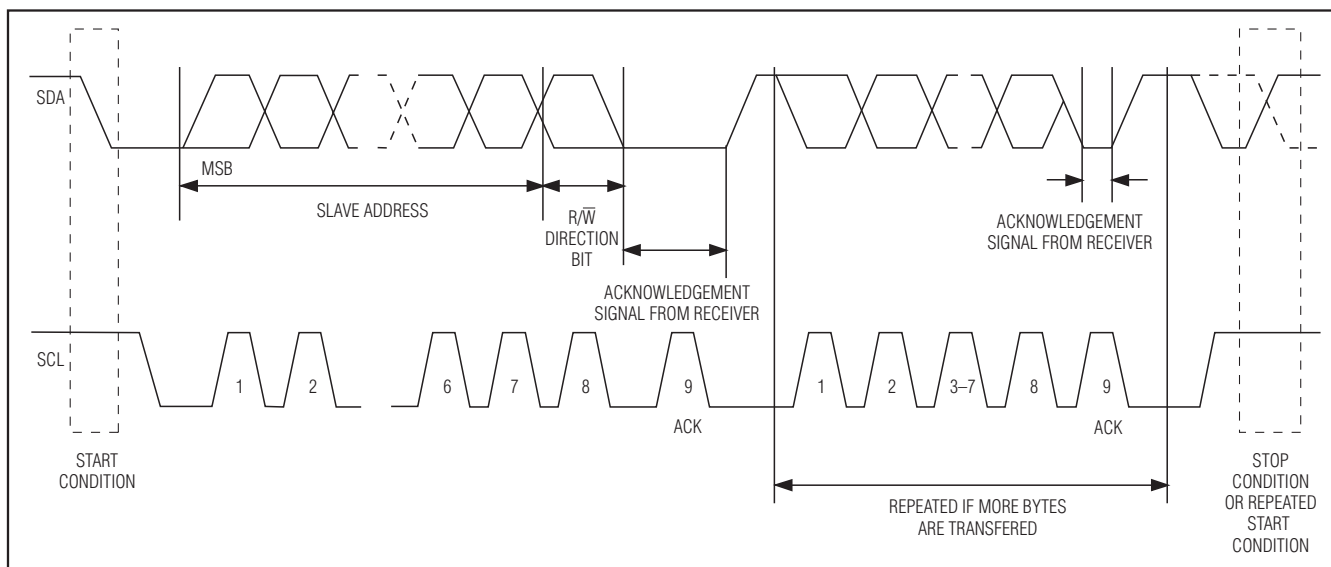 SDA
MSB
SLAVE ADDRESS
R/W̅
DIRECTION
BIT
ACKNOWLEDGEMENT
SIGNAL FROM RECEIVER
ACKNOWLEDGEMENT
SIGNAL FROM RECEIVER
SCL
1
2
6
7
8
9
1
2
3–7
8
9
ACK
ACK
START
CONDITION
REPEATED IF MORE BYTES
ARE TRANSFERED
STOP
CONDITION
OR REPEATED
START
CONDITION